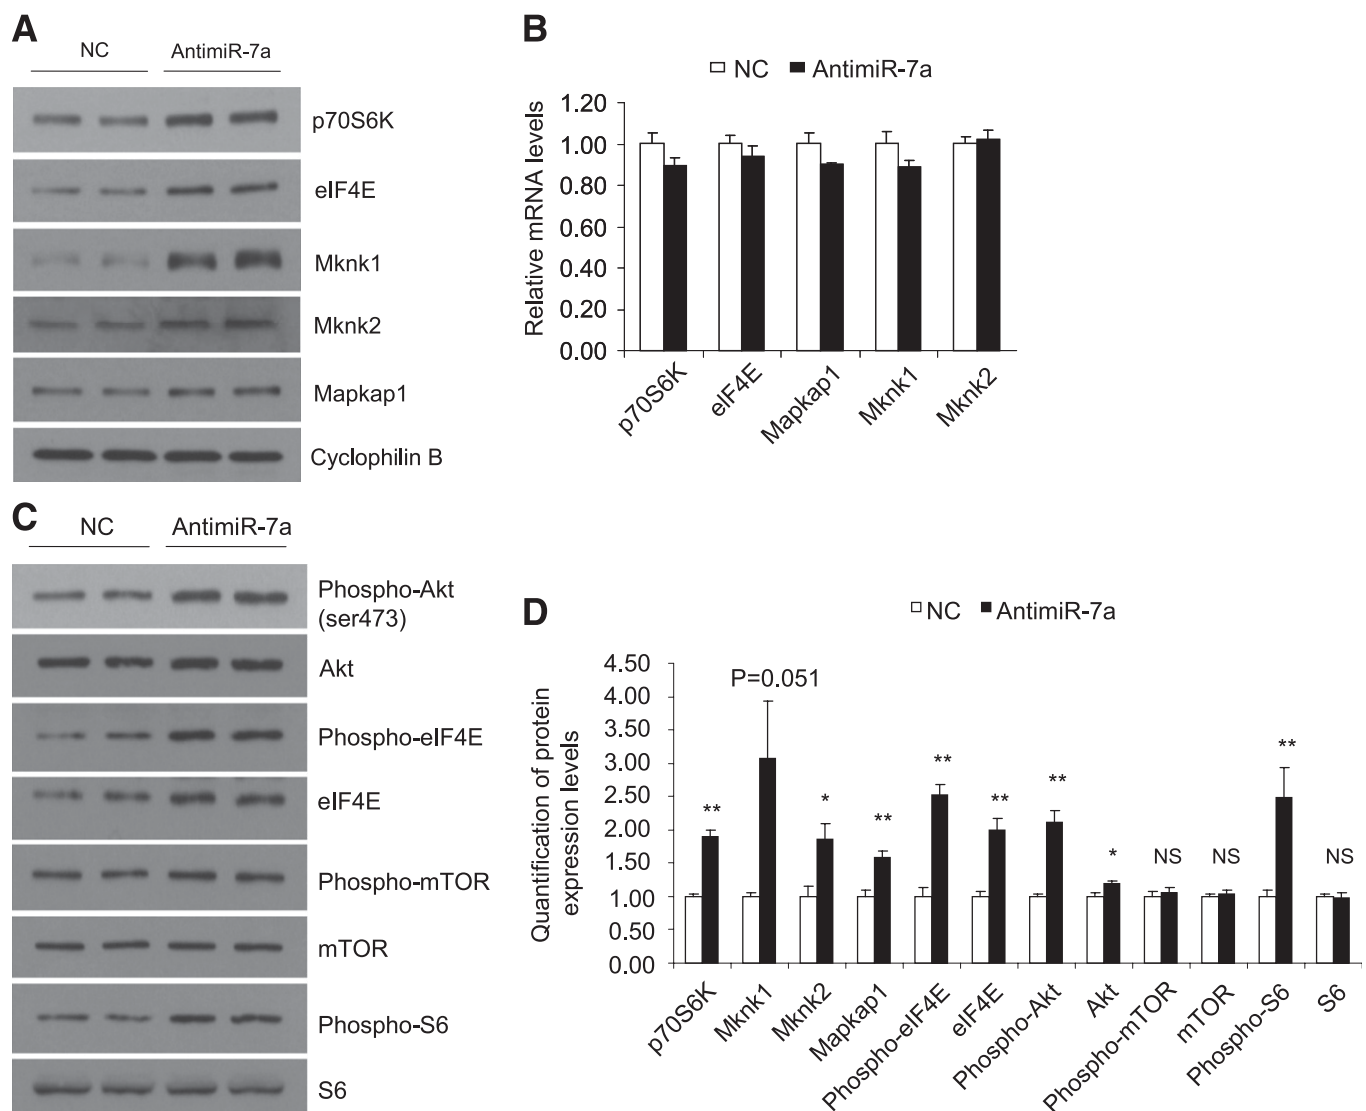 A
NC AntimiR-7a
p70S6K
eIF4E
Mknk1
Mknk2
Mapkap1
Cyclophilin B
B
NC AntimiR-7a
Relative mRNA levels
1.20
1.00
0.80
0.60
0.40
0.20
0.00
p70S6K eIF4E Mapkap1 Mknk1 Mknk2
C
NC AntimiR-7a
Phospho-Akt
(ser473)
Akt
Phospho-eIF4E
eIF4E
Phospho-mTOR
mTOR
Phospho-S6
S6
D
NC AntimiR-7a
Quantification of protein
expression levels
4.50
4.00
3.50
3.00
2.50
2.00
1.50
1.00
0.50
0.00
P=0.051
** * ** ** ** ** * NS NS ** NS
p70S6K Mknk1 Mknk2 Mapkap1 Phospho-eIF4E eIF4E Phospho-Akt Akt Phospho-mTOR mTOR Phospho-S6 S6